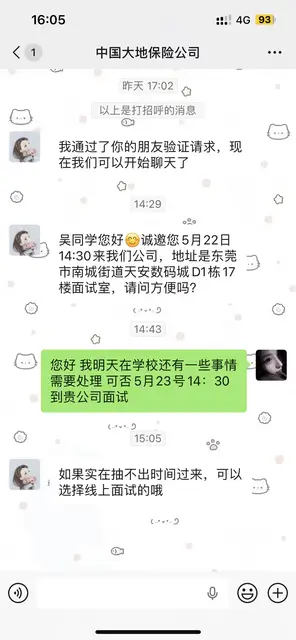 16:05
4G
93
1
中国大地保险公司
昨天 17:02
以上是打招呼的消息
我通过了你的朋友验证请求，现
在我们可以开始聊天了
14:29
吴同学您好😊诚邀您5月22日
14:30来我们公司，地址是东莞
市南城街道天安数码城D1栋17
楼面试室，请问方便吗？
14:43
您好 我明天在学校还有一些事情
需要处理 可否5月23号14：30
到贵公司面试
15:05
如果实在抽不出时间过来，可以
选择线上面试的哦